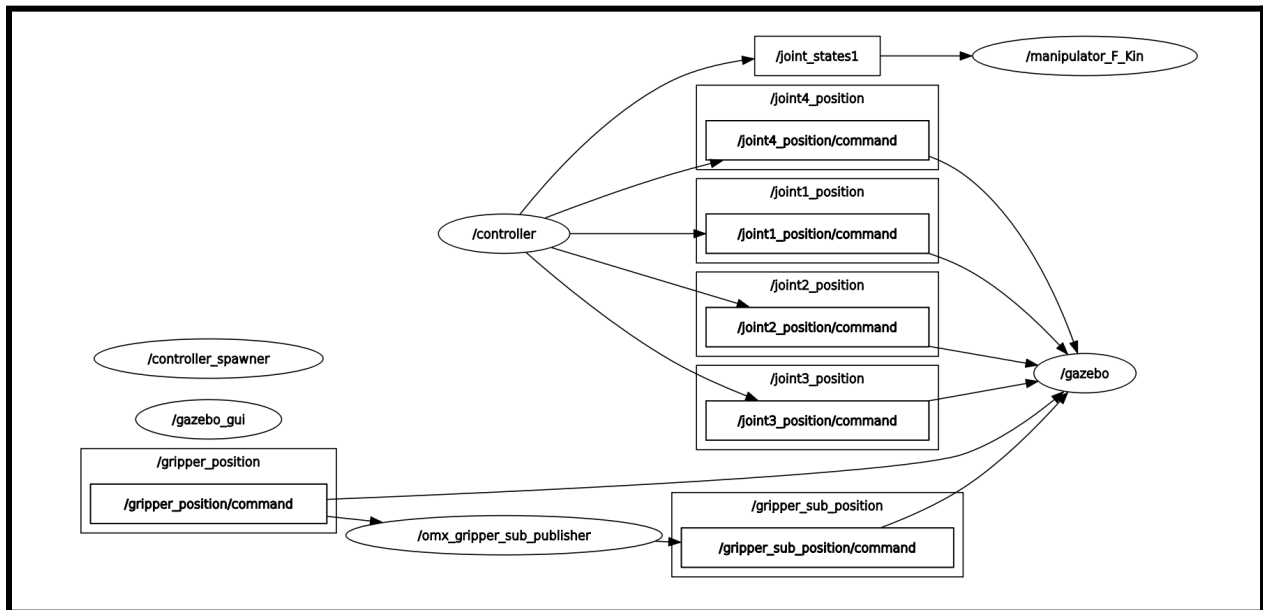 /joint_states1
/manipulator_F_Kin
/joint4_position
/joint4_position/command
/joint1_position
/controller
/joint1_position/command
/joint2_position
/joint2_position/command
/controller_spawner
/gazebo
/joint3_position
/joint3_position/command
/gazebo_gui
/gripper_position
/gripper_position/command
/gripper_sub_position
/omx_gripper_sub_publisher
/gripper_sub_position/command